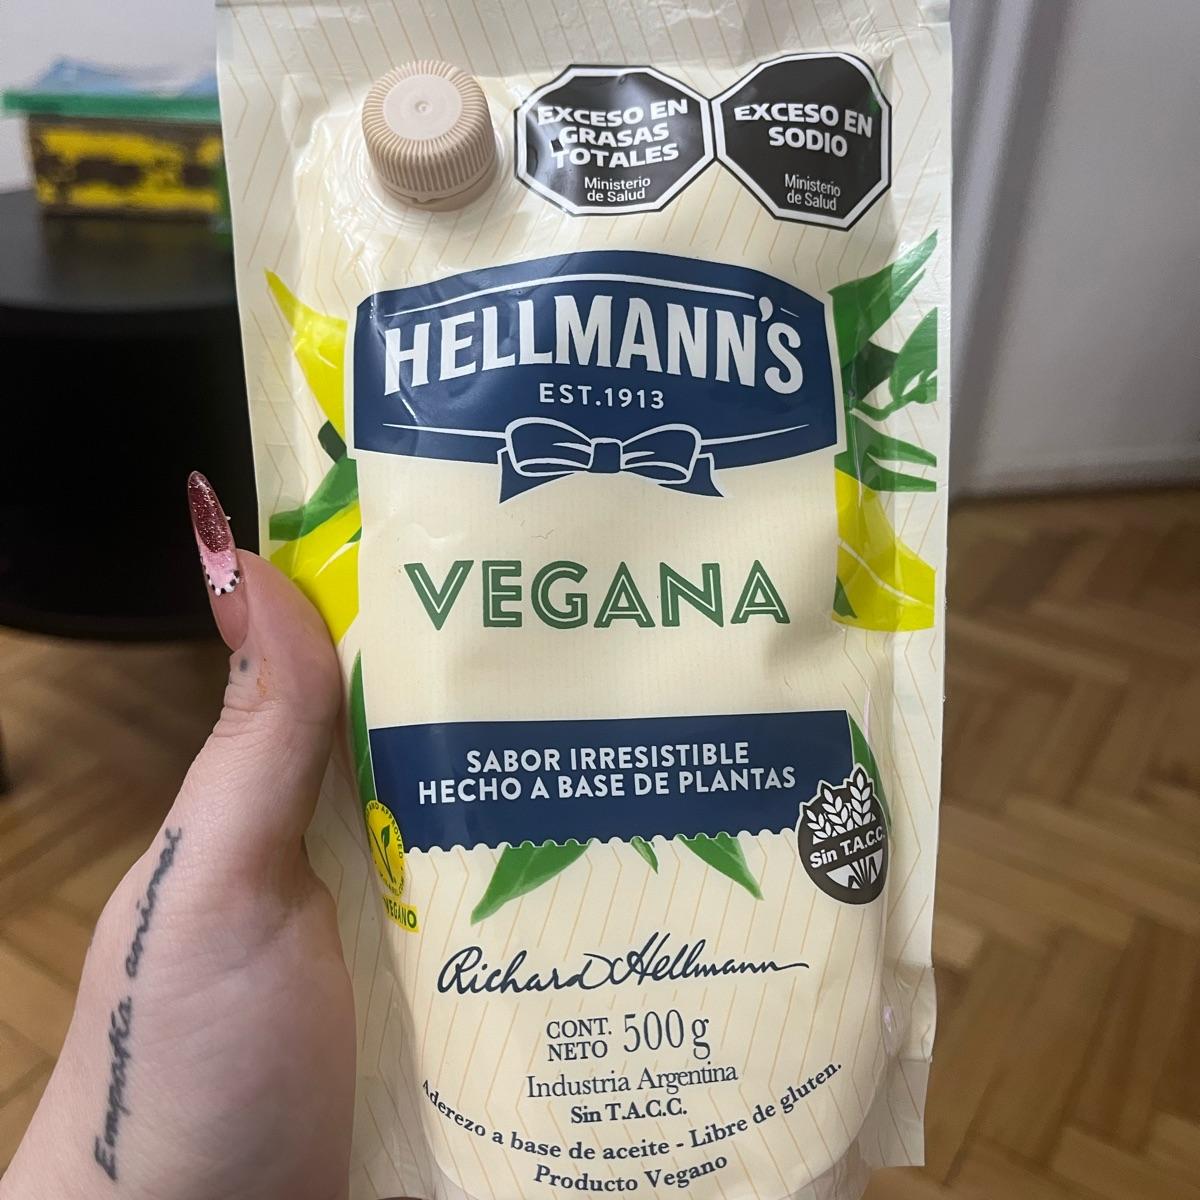 EXCESO EN
GRASAS
TOTALES
Ministerio
de Salud
EXCESO EN
SODIO
Ministerio
de Salud
HELLMANN'S
EST.1913
VEGANA
SABOR IRRESISTIBLE
HECHO A BASE DE PLANTAS
Sin T.A.C.C.
APPROVED
VEGANO
Richard Hellmann
CONT.
NETO 500g
Industria Argentina
Sin T.A.C.C.
Aderezo a base de aceite - Libre de gluten.
Producto Vegano
Empatía animal